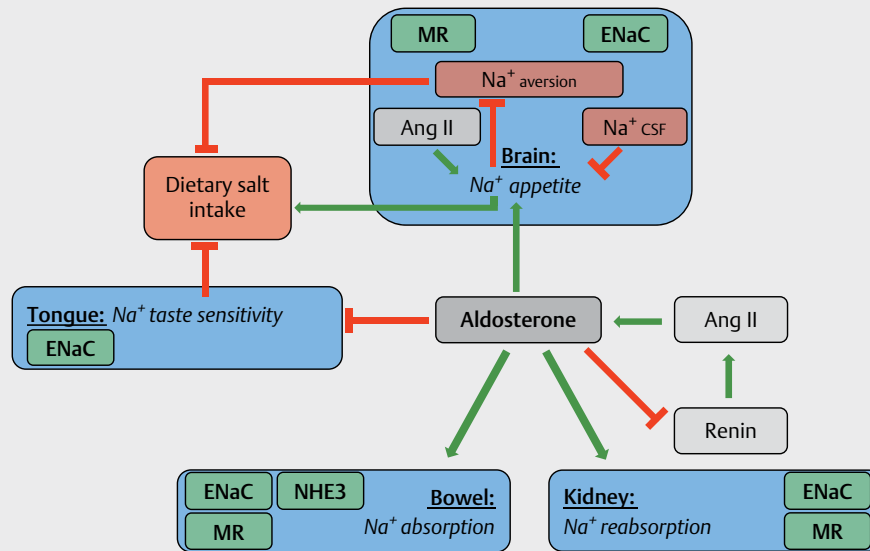 MR
ENaC
Na⁺ aversion
Ang II
Na⁺ CSF
Brain:
Na⁺ appetite
Dietary salt
intake
Tongue: Na⁺ taste sensitivity
ENaC
Aldosterone
Ang II
Renin
ENaC
NHE3
MR
Bowel:
Na⁺ absorption
Kidney:
Na⁺ reabsorption
ENaC
MR